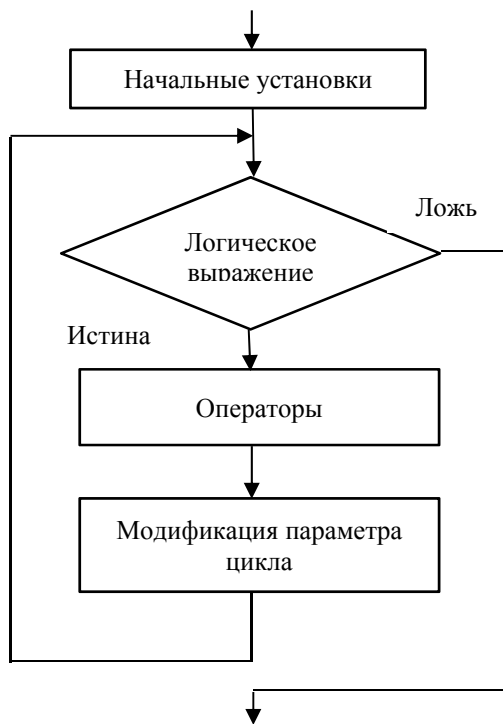 Начальные установки
Ложь
Логическое
выражение
Истина
Операторы
Модификация параметра
цикла